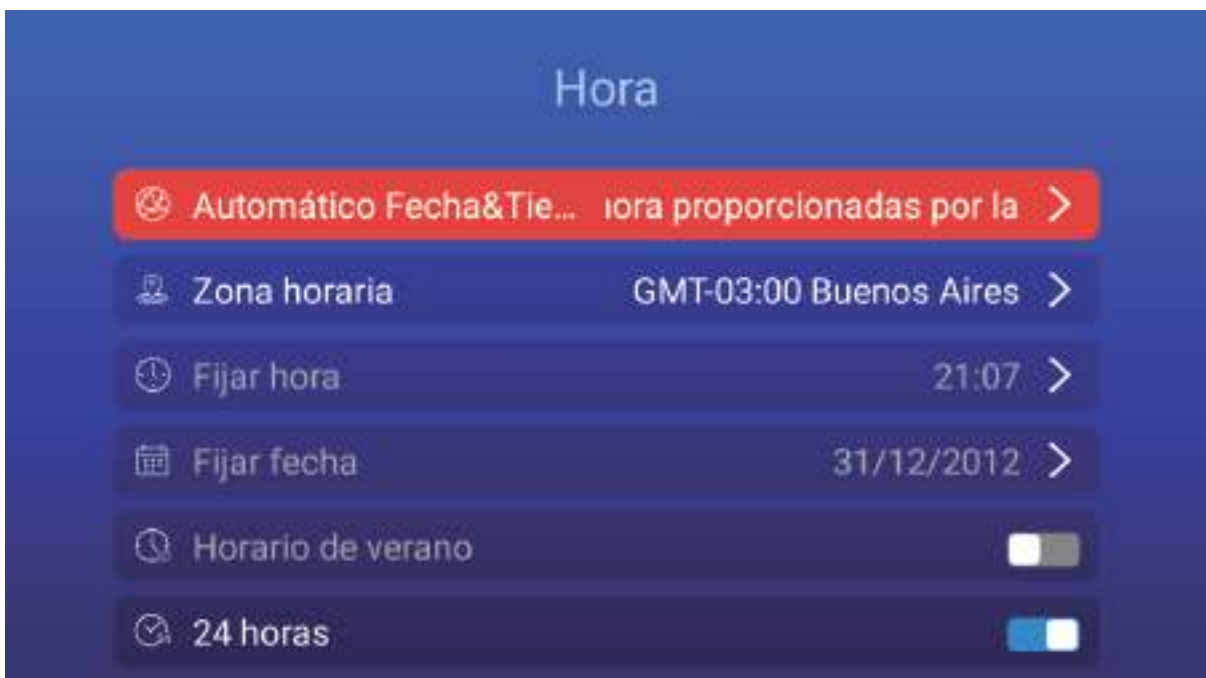 Hora
Automático Fecha&Tie... hora proporcionadas por la
Zona horaria GMT-03:00 Buenos Aires
Fijar hora 21:07
Fijar fecha 31/12/2012
Horario de verano
24 horas